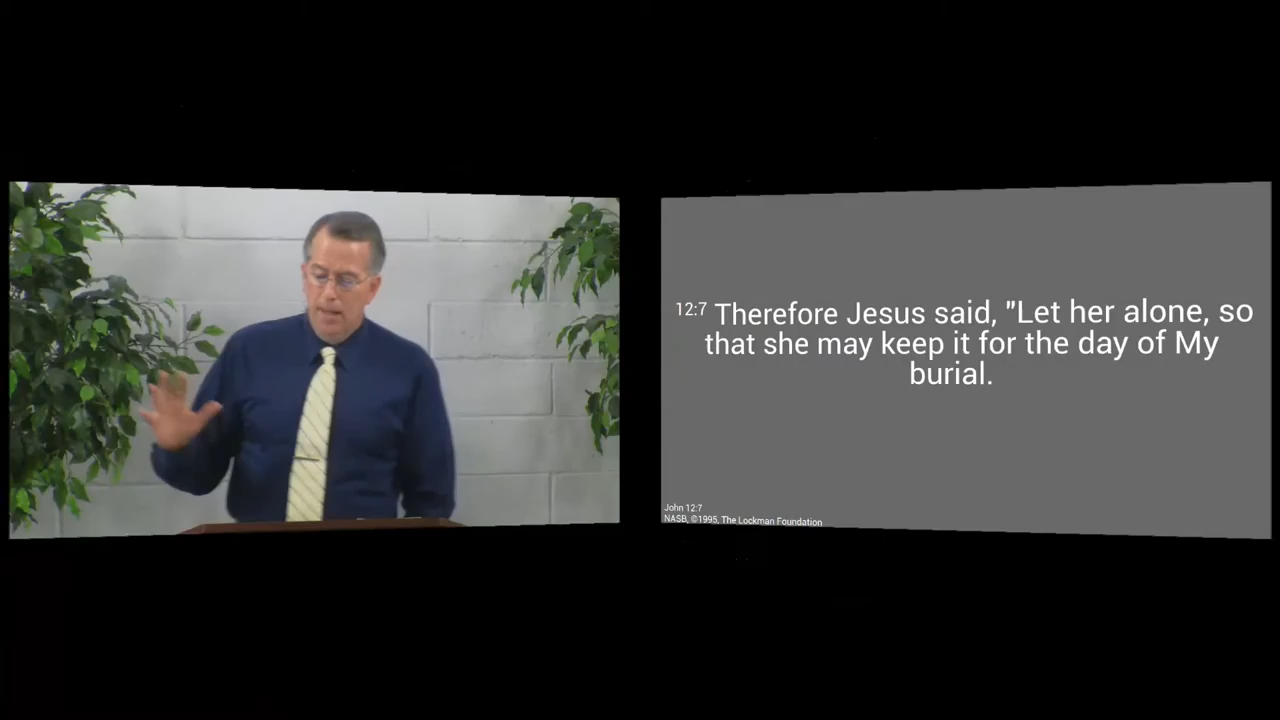 12:7 Therefore Jesus said, "Let her alone, so
that she may keep it for the day of My
burial.
John 12:7
NASB, ©1995, The Lockman Foundation